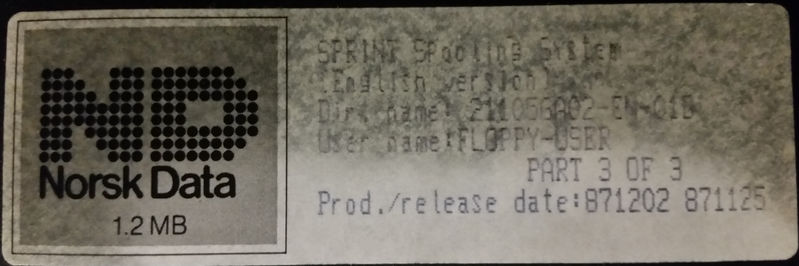 ND
Norsk Data
1.2 MB
SPRINT SPooling System
(English version)
Dir. name: 211056A02-EN-01D
User name:FLOPPY-USER
PART 3 OF 3
Prod./release date:871202 871125